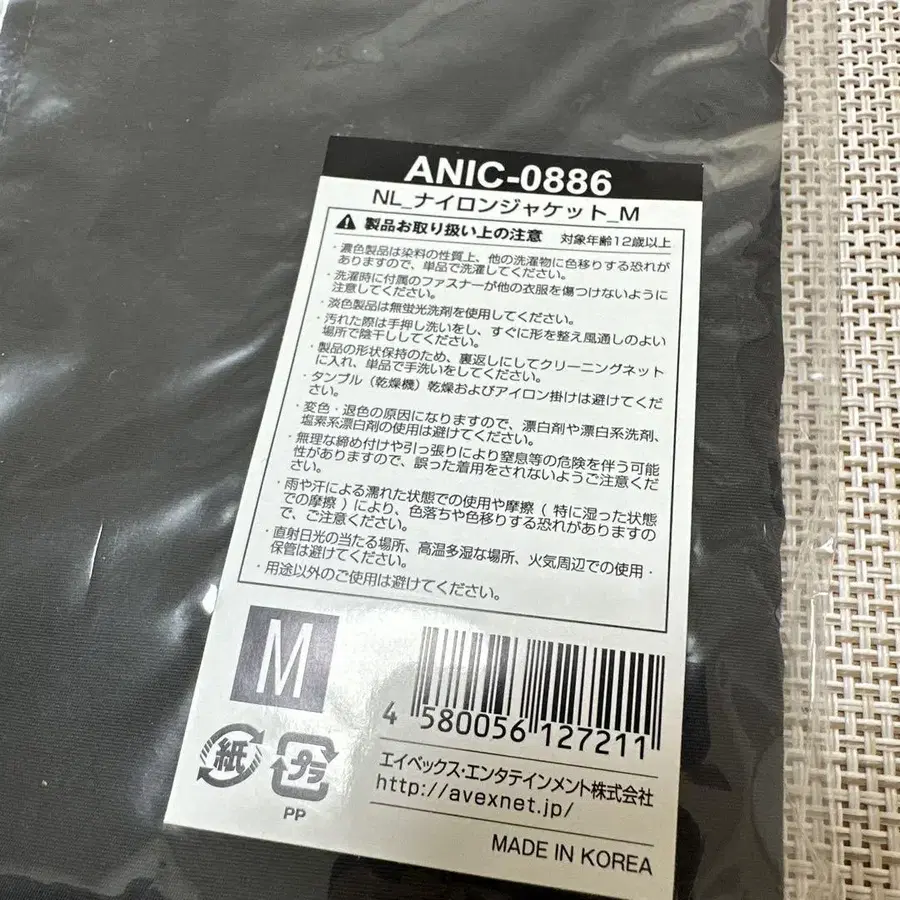 ANIC-0886
NL_ナイロンジャケット_M
製品お取り扱い上の注意 対象年齢12歳以上
・濃色製品は染料の性質上、他の洗濯物に色移りする恐れが
ありますので、単品で洗濯してください。
・洗濯時に付属のファスナーが他の衣服を傷つけないように
注意してください。
・淡色製品は無蛍光洗剤を使用してください。
・汚れた際は手押し洗いをし、すぐに形を整え風通しのよい
場所で陰干ししてください。
・製品の形状保持のため、裏返しにしてクリーニングネット
に入れ、単品で手洗いをしてください。
・タンブル（乾燥機）乾燥およびアイロン掛けは避けてくだ
さい。
・変色・退色の原因になりますので、漂白剤や漂白系洗剤、
塩素系漂白剤の使用は避けてください。
・無理な締め付けや引っ張りにより窒息等の危険を伴う可能
性がありますので、誤った着用をされないようご注意くだ
さい。
・雨や汗による濡れた状態での使用や摩擦（特に湿った状態
での摩擦）により、色落ちや色移りする恐れがありますの
で、ご注意ください。
・直射日光の当たる場所、高温多湿な場所、火気周辺での使用・
保管は避けてください。
・用途以外のご使用は避けてください。
M
4 580056 127211
紙
プラ
PP
エイベックス・エンタテインメント株式会社
http://avexnet.jp/
MADE IN KOREA